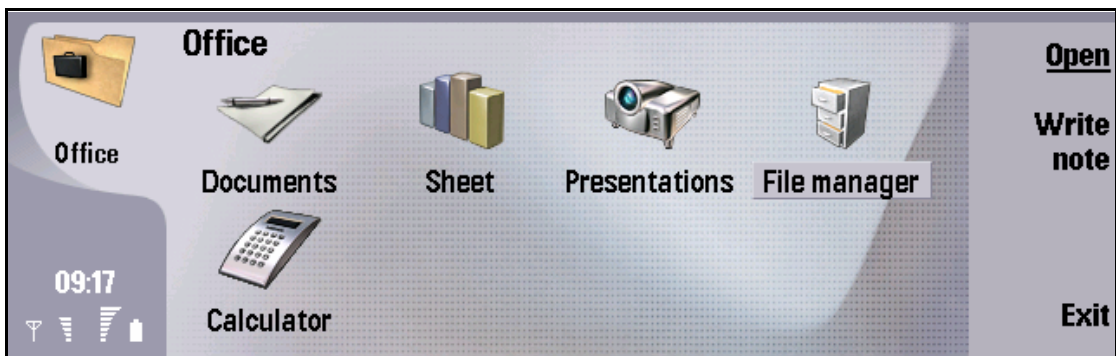 Office
Office
Documents
Sheet
Presentations
File manager
Calculator
09:17
Open
Write
note
Exit